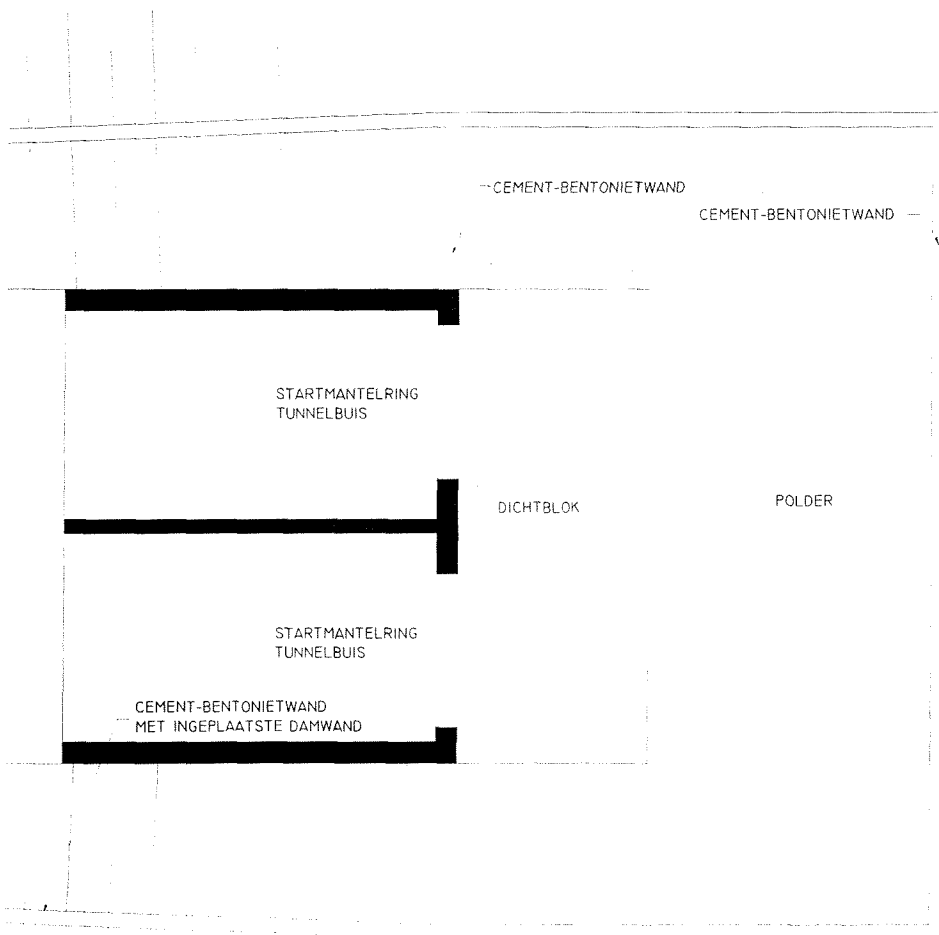 CEMENT-BENTONIETWAND
CEMENT-BENTONIETWAND
STARTMANTELRING
TUNNELBUIS
DICHTBLOK
POLDER
STARTMANTELRING
TUNNELBUIS
CEMENT-BENTONIETWAND
MET INGEPLAATSTE DAMWAND